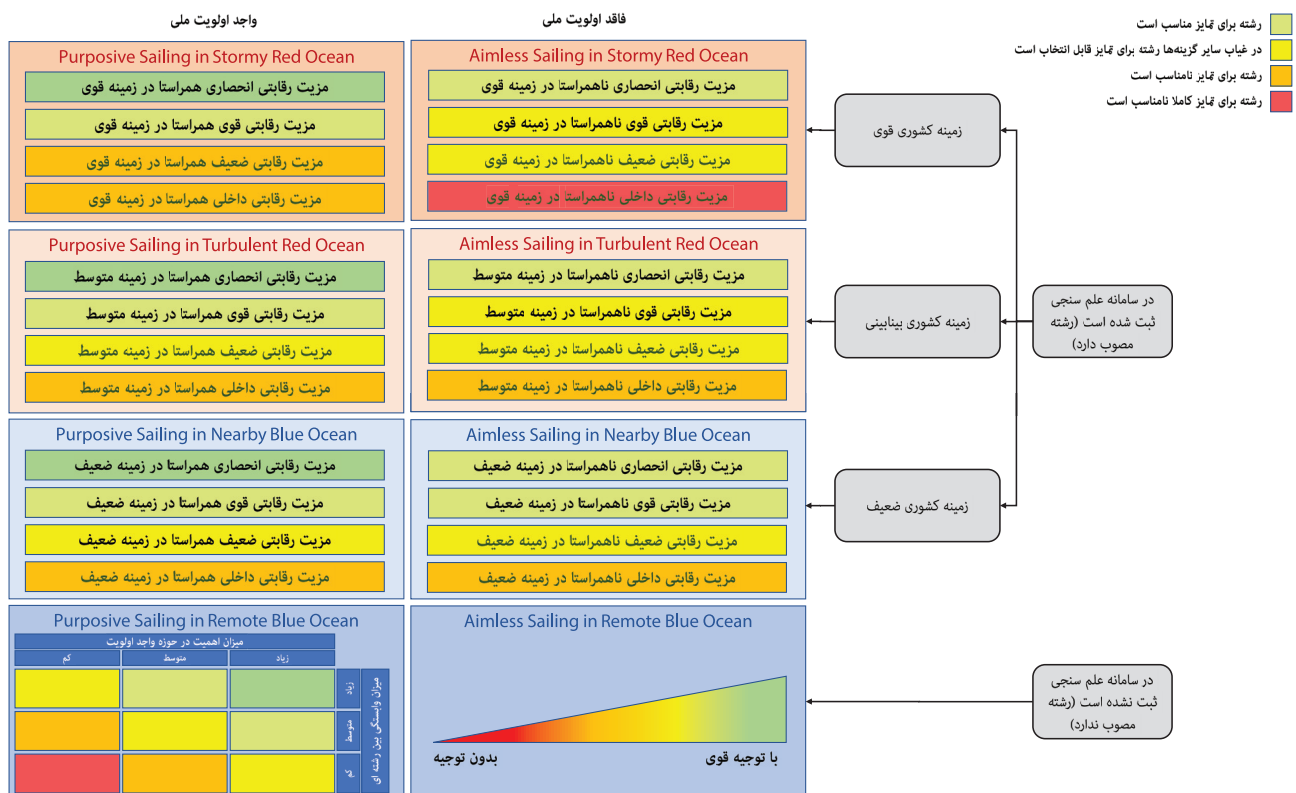 واجد اولویت ملی
فاقد اولویت ملی
رشته برای تمایز مناسب است
در غیاب سایر گزینه‌ها رشته برای تمایز قابل انتخاب است
رشته برای تمایز نامناسب است
رشته برای تمایز کاملا نامناسب است
در سامانه علم سنجی
ثبت شده است (رشته
مصوب دارد)
زمینه کشوری قوی
زمینه کشوری بینابینی
زمینه کشوری ضعیف
در سامانه علم سنجی
ثبت نشده است (رشته
مصوب ندارد)
Aimless Sailing in Stormy Red Ocean
مزیت رقابتی انحصاری ناهمراستا در زمینه قوی
مزیت رقابتی قوی ناهمراستا در زمینه قوی
مزیت رقابتی ضعیف ناهمراستا در زمینه قوی
مزیت رقابتی داخلی ناهمراستا در زمینه قوی
Purposive Sailing in Stormy Red Ocean
مزیت رقابتی انحصاری همراستا در زمینه قوی
مزیت رقابتی قوی همراستا در زمینه قوی
مزیت رقابتی ضعیف همراستا در زمینه قوی
مزیت رقابتی داخلی همراستا در زمینه قوی
Aimless Sailing in Turbulent Red Ocean
مزیت رقابتی انحصاری ناهمراستا در زمینه متوسط
مزیت رقابتی قوی ناهمراستا در زمینه متوسط
مزیت رقابتی ضعیف ناهمراستا در زمینه متوسط
مزیت رقابتی داخلی ناهمراستا در زمینه متوسط
Purposive Sailing in Turbulent Red Ocean
مزیت رقابتی انحصاری همراستا در زمینه متوسط
مزیت رقابتی قوی همراستا در زمینه متوسط
مزیت رقابتی ضعیف همراستا در زمینه متوسط
مزیت رقابتی داخلی همراستا در زمینه متوسط
Aimless Sailing in Nearby Blue Ocean
مزیت رقابتی انحصاری ناهمراستا در زمینه ضعیف
مزیت رقابتی قوی ناهمراستا در زمینه ضعیف
مزیت رقابتی ضعیف ناهمراستا در زمینه ضعیف
مزیت رقابتی داخلی ناهمراستا در زمینه ضعیف
Purposive Sailing in Nearby Blue Ocean
مزیت رقابتی انحصاری همراستا در زمینه ضعیف
مزیت رقابتی قوی همراستا در زمینه ضعیف
مزیت رقابتی ضعیف همراستا در زمینه ضعیف
مزیت رقابتی داخلی همراستا در زمینه ضعیف
Aimless Sailing in Remote Blue Ocean
با توجیه قوی
بدون توجیه
Purposive Sailing in Remote Blue Ocean
میزان اهمیت در حوزه واجد اولویت
زیاد
متوسط
کم
میزان وابستگی بین رشته ای
زیاد
متوسط
کم